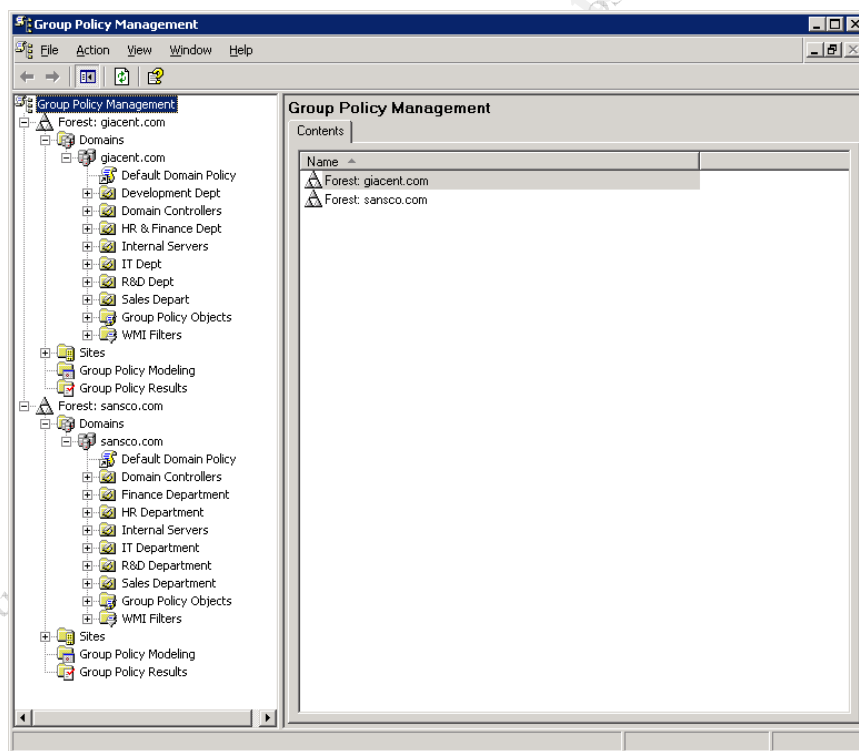 Group Policy Management
File Action View Window Help
Group Policy Management
Forest: giacent.com
Domains
giacent.com
Default Domain Policy
Development Dept
Domain Controllers
HR & Finance Dept
Internal Servers
IT Dept
R&D Dept
Sales Depart
Group Policy Objects
WMI Filters
Sites
Group Policy Modeling
Group Policy Results
Forest: sansco.com
Domains
sansco.com
Default Domain Policy
Domain Controllers
Finance Department
HR Department
Internal Servers
IT Department
R&D Department
Sales Department
Group Policy Objects
WMI Filters
Sites
Group Policy Modeling
Group Policy Results
Group Policy Management
Contents
Name
Forest: giacent.com
Forest: sansco.com